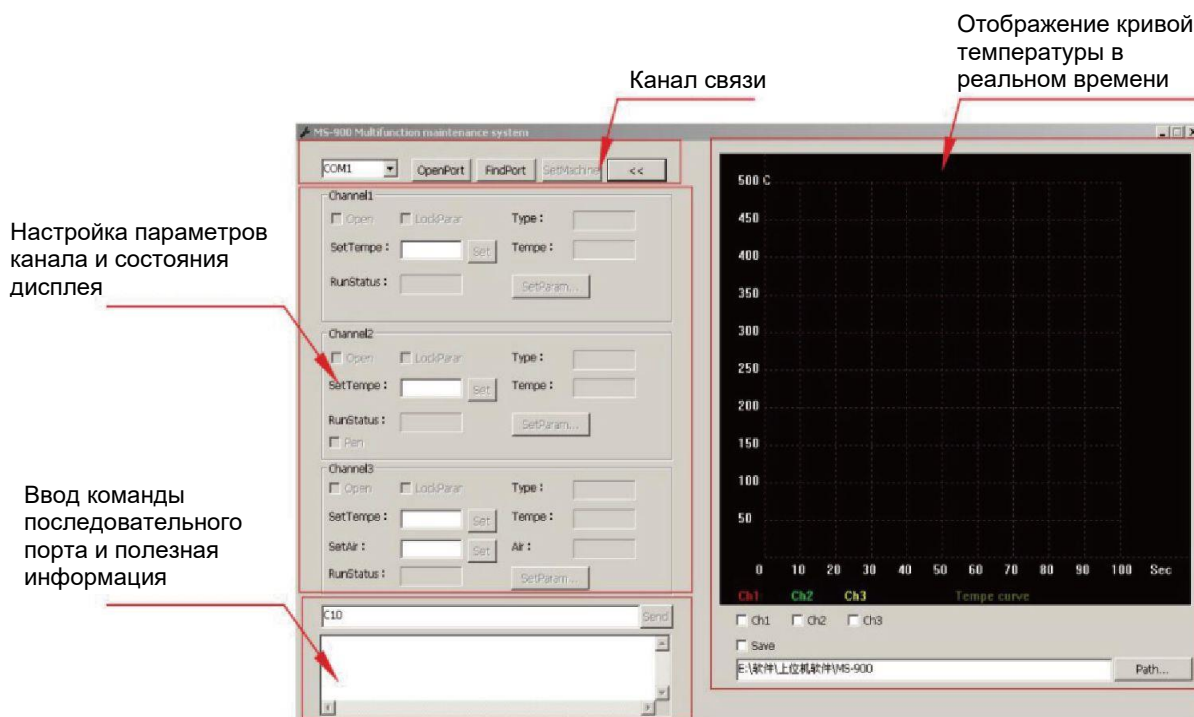 Отображение кривой
температуры в
реальном времени
Канал связи
MS-900 Multifunction maintenance system
COM1 OpenPort FindPort SetMachine <<
Настройка параметров
канала и состояния
дисплея
Channel1
Open LockParar Type :
SetTempe : Set Tempe :
RunStatus : SetParam...
Channel2
Open LockParar Type :
SetTempe : Set Tempe :
RunStatus : SetParam...
Pen
Ввод команды
последовательного
порта и полезная
информация
Channel3
Open LockParar Type :
SetTempe : Set Tempe :
SetAir : Set Air :
RunStatus : SetParam...
C10 Send
500 C
450
400
350
300
250
200
150
100
50
0 10 20 30 40 50 60 70 80 90 100 Sec
Ch1 Ch2 Ch3 Tempe curve
Ch1 Ch2 Ch3
Save
E:\软件\上位机软件\MS-900 Path...